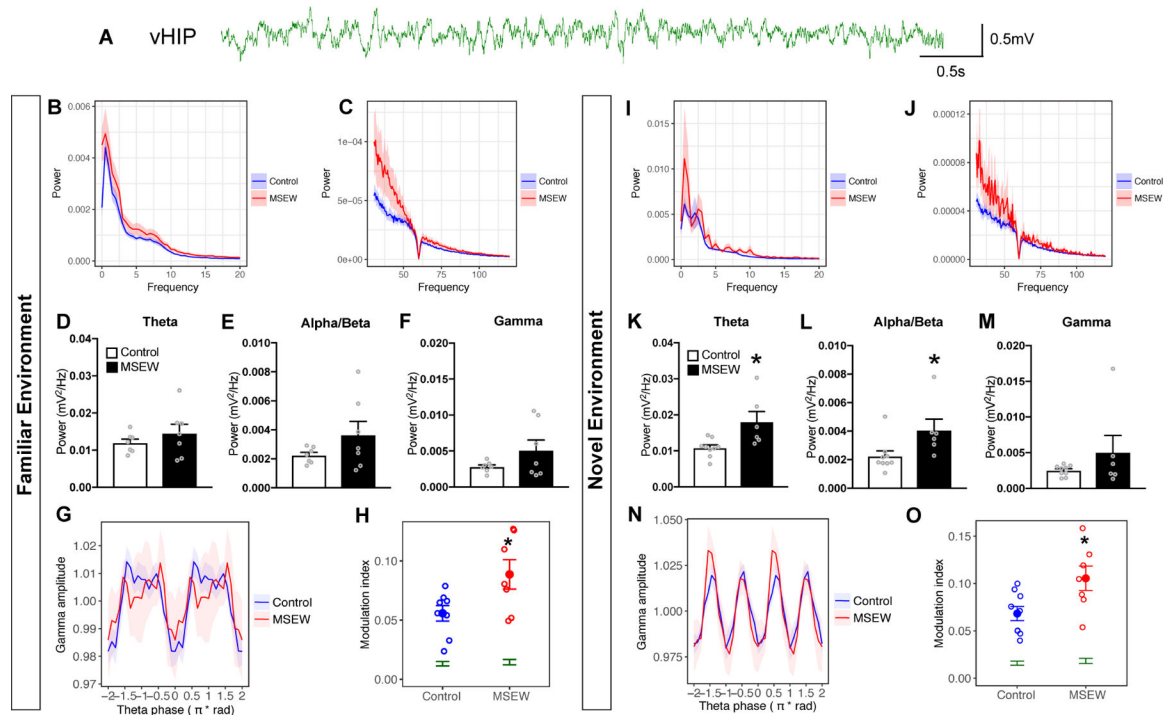 A vHIP
0.5mV
0.5s
Familiar Environment
B
0.006
0.004
0.002
0.000
Power
0 5 10 15 20
Frequency
Control
MSEW
C
1e−04
5e−05
0e+00
Power
50 75 100
Frequency
Control
MSEW
D Theta
0.04
0.03
0.02
0.01
0.00
Power (mV²/Hz)
Control
MSEW
E Alpha/Beta
0.010
0.008
0.006
0.004
0.002
0.000
Power (mV²/Hz)
F Gamma
0.020
0.015
0.010
0.005
0.000
Power (mV²/Hz)
G
1.02
1.01
1.00
0.99
0.98
0.97
Gamma amplitude
−2 −1.5 −1 −0.5 0 0.5 1 1.5 2
Theta phase ( π * rad)
Control
MSEW
H
0.10
0.05
0.00
Modulation index
*
Control MSEW
Novel Environment
I
0.015
0.010
0.005
0.000
Power
0 5 10 15 20
Frequency
Control
MSEW
J
0.00012
0.00008
0.00004
0.00000
Power
50 75 100
Frequency
Control
MSEW
K Theta
0.04
0.03
0.02
0.01
0.00
Power (mV²/Hz)
Control
MSEW
*
L Alpha/Beta
0.010
0.008
0.006
0.004
0.002
0.000
Power (mV²/Hz)
*
M Gamma
0.020
0.015
0.010
0.005
0.000
Power (mV²/Hz)
N
1.050
1.025
1.000
0.975
Gamma amplitude
−2 −1.5 −1 −0.5 0 0.5 1 1.5 2
Theta phase ( π * rad)
Control
MSEW
O
0.15
0.10
0.05
0.00
Modulation index
*
Control MSEW